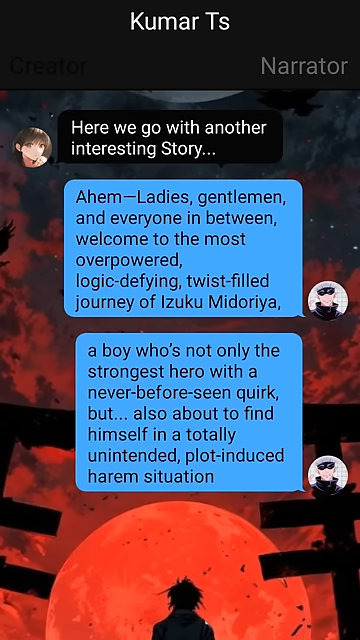 Kumar Ts
Creator Narrator
Here we go with another
interesting Story...
Ahem—Ladies, gentlemen,
and everyone in between,
welcome to the most
overpowered,
logic-defying, twist-filled
journey of Izuku Midoriya,
a boy who's not only the
strongest hero with a
never-before-seen quirk,
but... also about to find
himself in a totally
unintended, plot-induced
harem situation